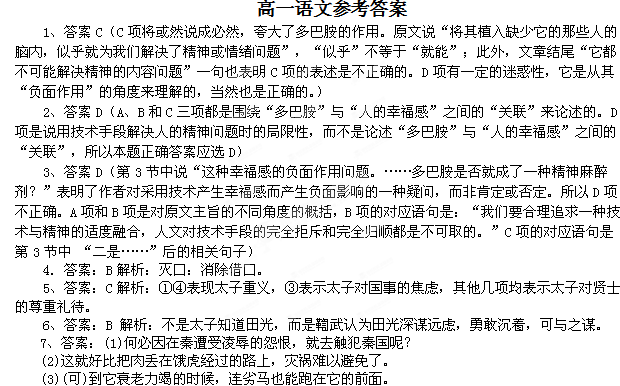 高一语文参考答案
1、答案C（C项将或然说成必然，夸大了多巴胺的作用。原文说“将其植入缺少它的那些人的
脑内，似乎就为我们解决了精神或情绪问题”，“似乎”不等于“就能”；此外，文章结尾“它都
不可能解决精神的内容问题”一句也表明C项的表述是不正确的。D项有一定的迷惑性，它是从其
“负面作用”的角度来理解的，当然也是正确的。）
2、答案D（A、B和C三项都是围绕“多巴胺”与“人的幸福感”之间的“关联”来论述的。D
项是说用技术手段解决人的精神问题时的局限性，而不是论述“多巴胺”与“人的幸福感”之间的
“关联”，所以本题正确答案应选D）
3、答案D（第3节中说“这种幸福感的负面作用问题。……多巴胺是否就成了一种精神麻醉
剂？”表明了作者对采用技术产生幸福感而产生负面影响的一种疑问，而非肯定或否定。所以D项
不正确。A项和B项是对原文主旨的不同角度的概括，B项的对应语句是：“我们要合理追求一种技
术与精神的适度融合，人文对技术手段的完全拒斥和完全归顺都是不可取的。”C项的对应语句是
第3节中 “二是……”后的相关句子）
4．答案：B 解析：灭口：消除借口。
5、答案：C 解析：①④表现太子重义，③表示太子对国事的焦虑，其他几项均表示太子对贤士
的尊重礼待。
6、答案：B 解析：不是太子知道田光，而是鞫武认为田光深谋远虑，勇敢沉着，可与之谋。
7、答案：(1)何必因在秦遭受凌辱的怨恨，就去触犯秦国呢？
(2)这就好比把肉丢在饿虎经过的路上，灾祸难以避免了。
(3)(可)到它衰老力竭的时候，连劣马也能跑在它的前面。